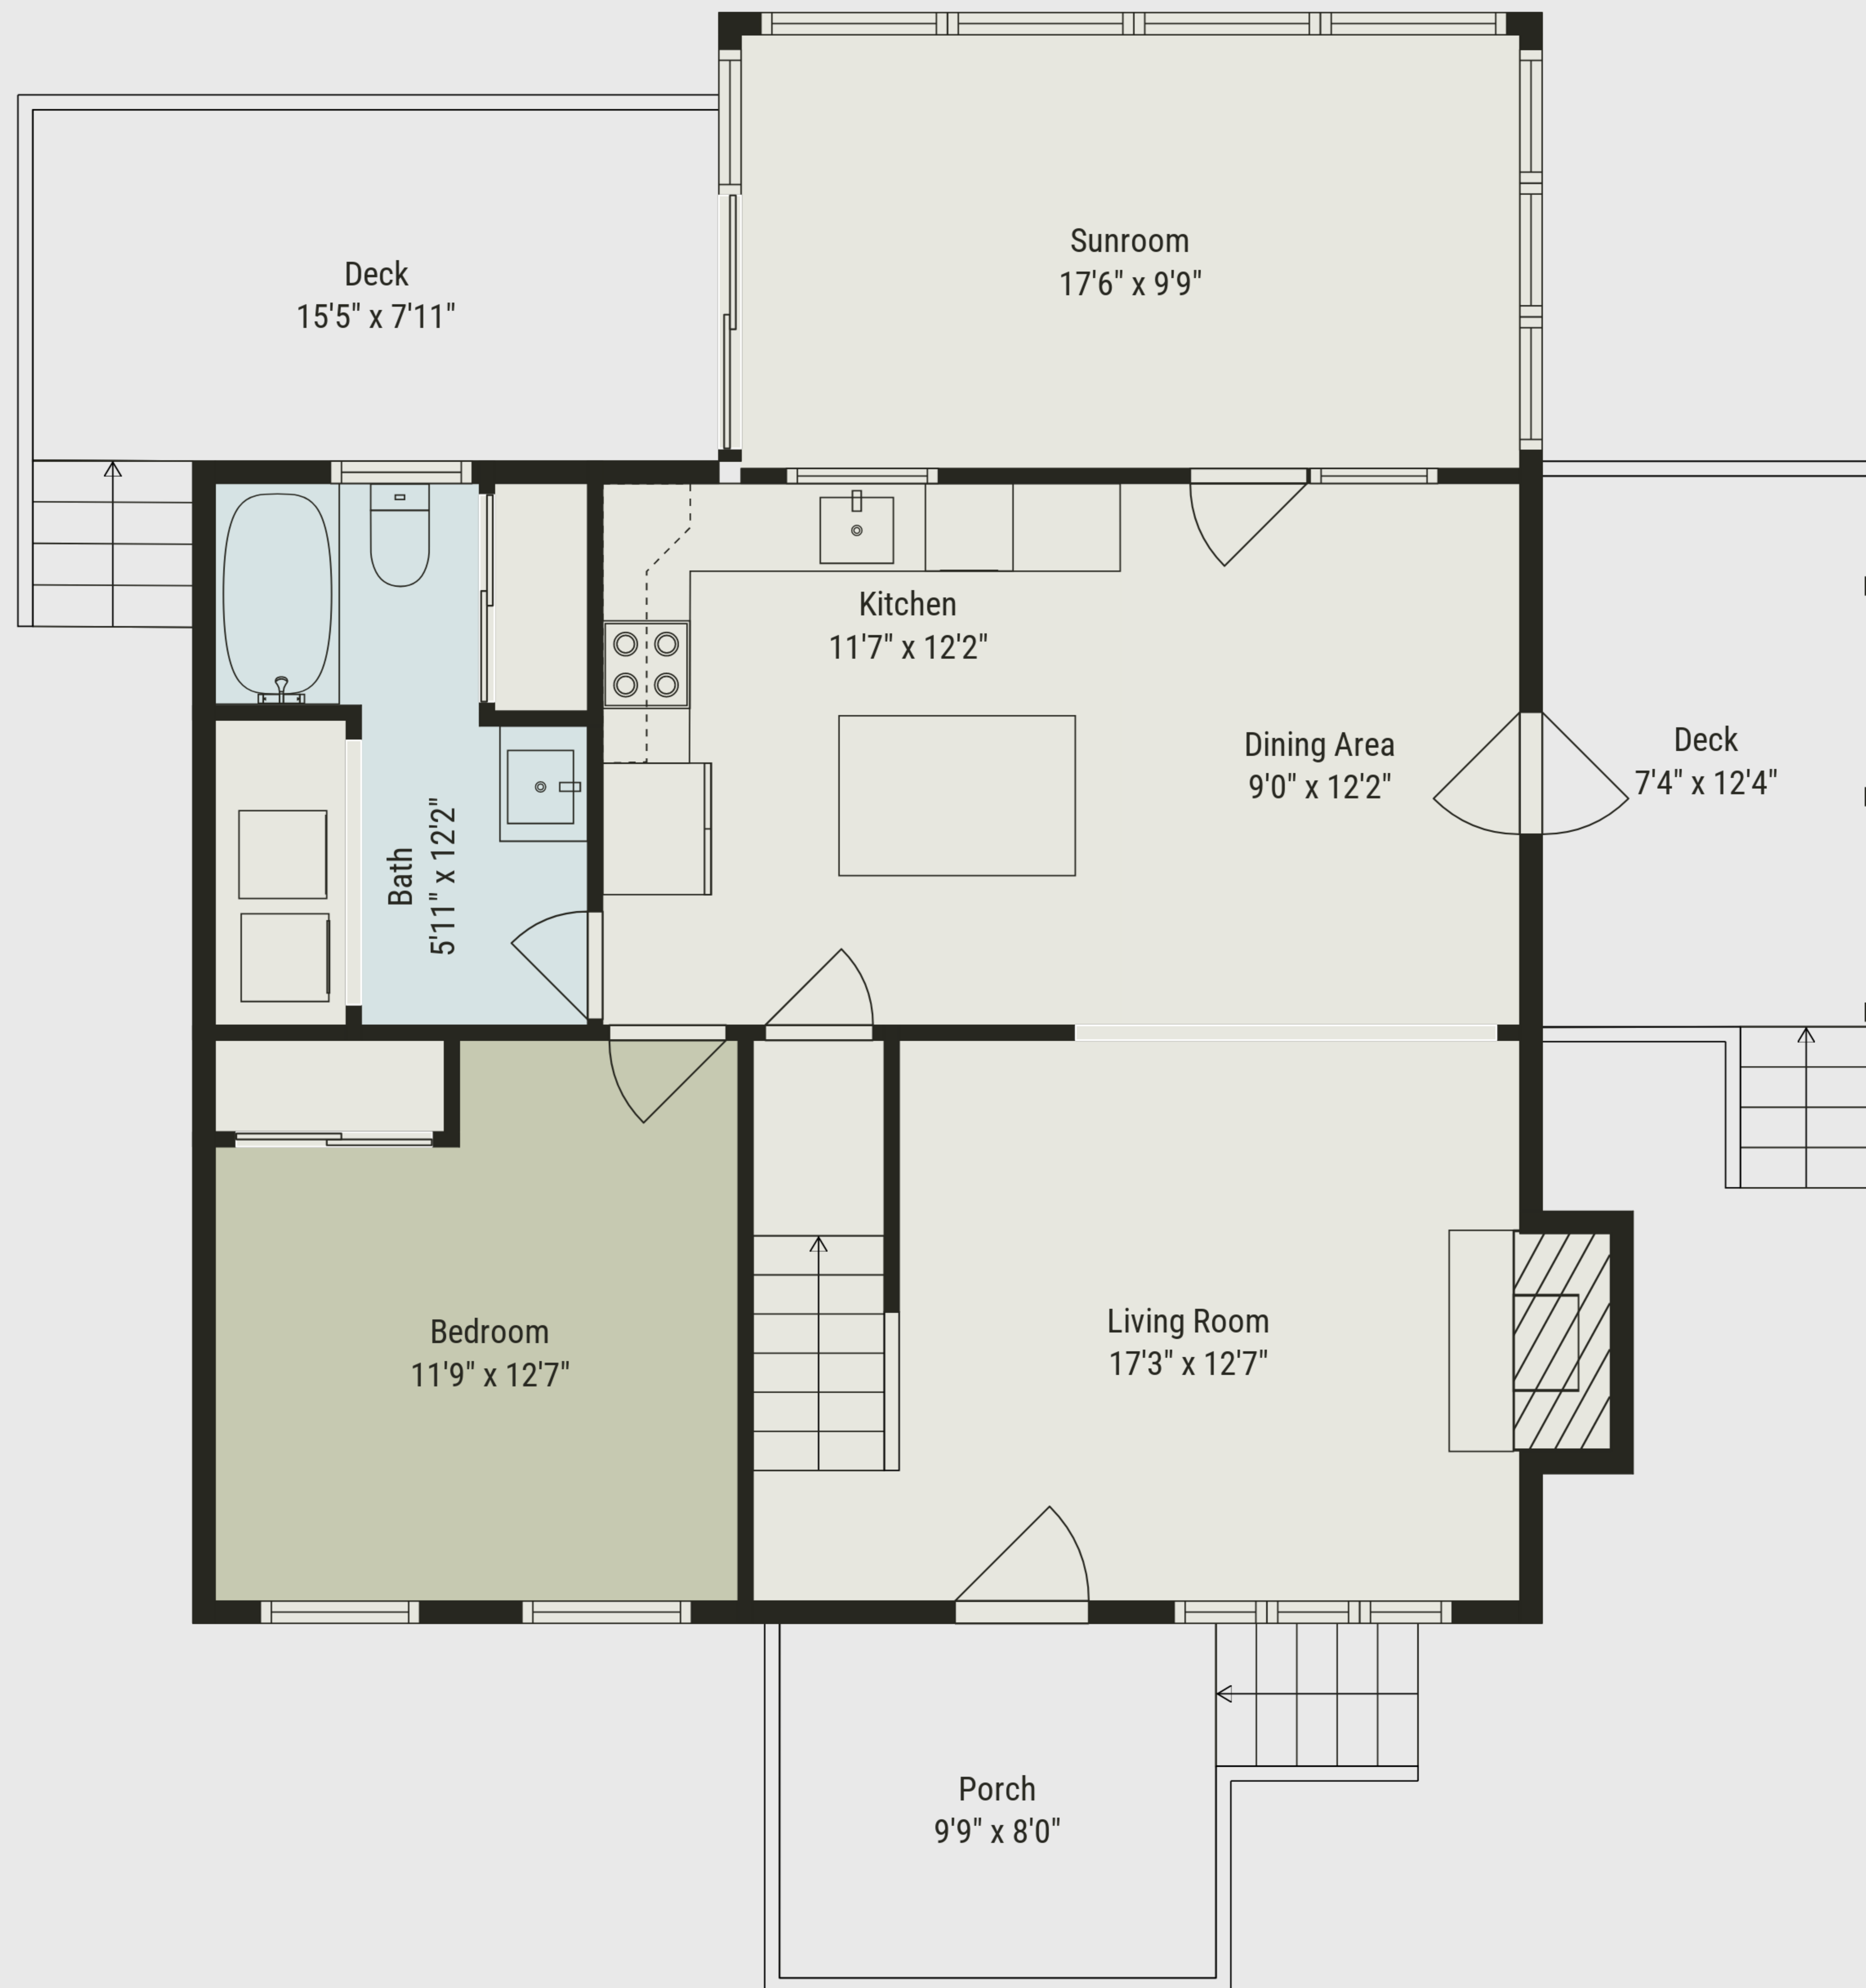 Sunroom
17'6" x 9'9"
Deck
15'5" x 7'11"
Kitchen
11'7" x 12'2"
Dining Area
9'0" x 12'2"
Deck
7'4" x 12'4"
Bath
5'11" x 12'2"
Bedroom
11'9" x 12'7"
Living Room
17'3" x 12'7"
Porch
9'9" x 8'0"